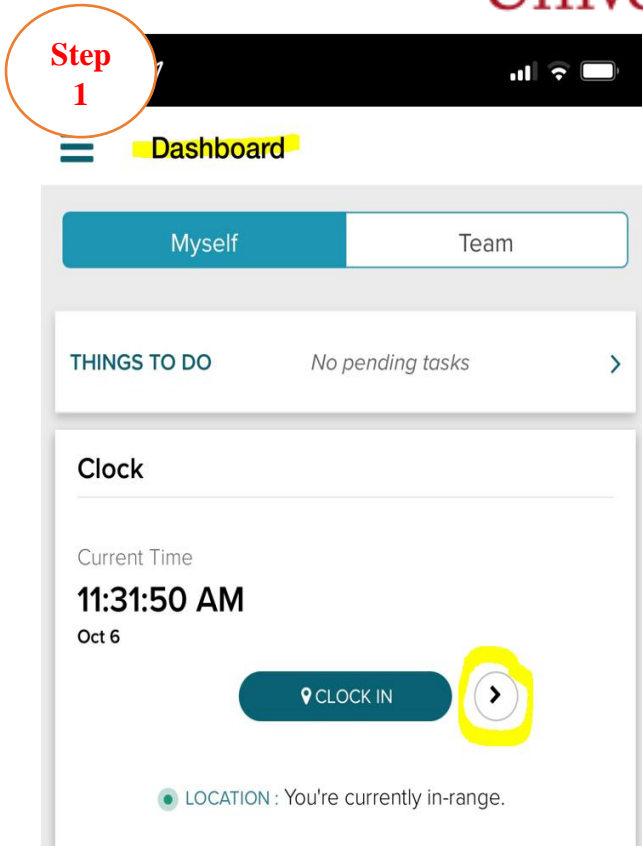 Step
1
Dashboard
Myself
Team
THINGS TO DO
No pending tasks
Clock
Current Time
11:31:50 AM
Oct 6
CLOCK IN
LOCATION : You're currently in-range.